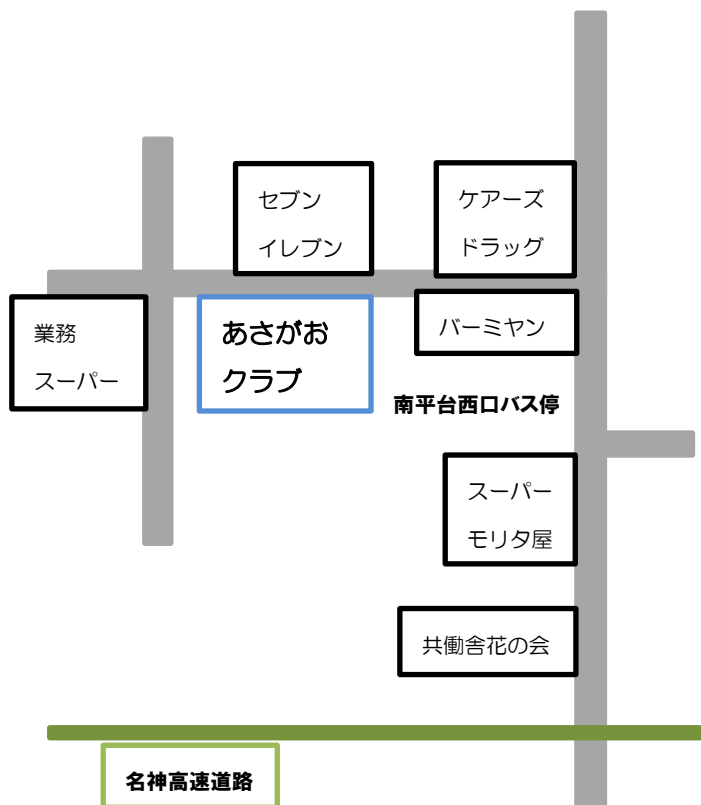 セブン
イレブン
ケアーズ
ドラッグ
業務
スーパー
あさがお
クラブ
バーミヤン
南平台西口バス停
スーパー
モリタ屋
共働舎花の会
名神高速道路